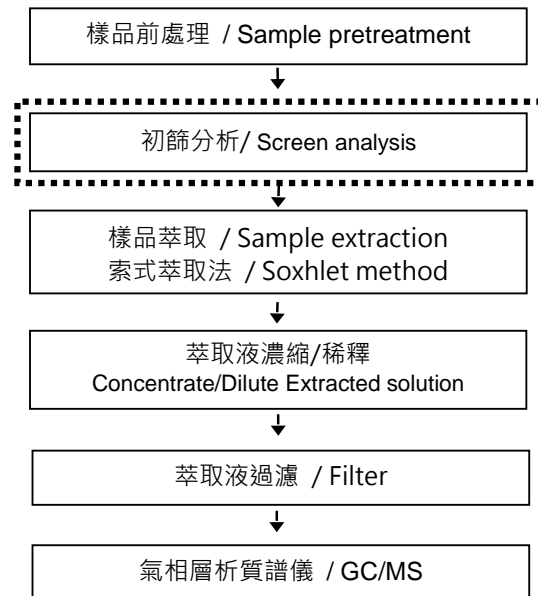 樣品前處理 / Sample pretreatment
初篩分析/ Screen analysis
樣品萃取 / Sample extraction
索式萃取法 / Soxhlet method
萃取液濃縮/稀釋
Concentrate/Dilute Extracted solution
萃取液過濾 / Filter
氣相層析質譜儀 / GC/MS